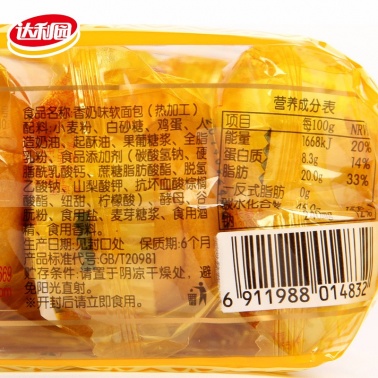 达利园
食品名称:香奶味软面包(热加工)
配料:小麦粉、白砂糖、鸡蛋、人
造奶油、起酥油、果葡糖浆、全脂
乳粉、食品添加剂(碳酸氢钠、硬
脂酰乳酸钙、蔗糖脂肪酸酯、脱氢
乙酸钠、山梨酸钾、抗坏血酸棕榈
酸酯、纽甜、柠檬酸)、酵母、谷
朊粉、食用盐、麦芽糖浆、食用酒
精、食用香料。
生产日期:见封口处 保质期:6个月
产品标准代号:GB/T20981
贮存条件:请置于阴凉干燥处,避
免阳光直射。
※开封后请立即食用。
营养成分表
项目 每100g NRV
能量 1668kJ 20%
蛋白质 8.3g 14%
脂肪 20.0g 33%
-反式脂肪 0g
碳水化合
6 911988 014832